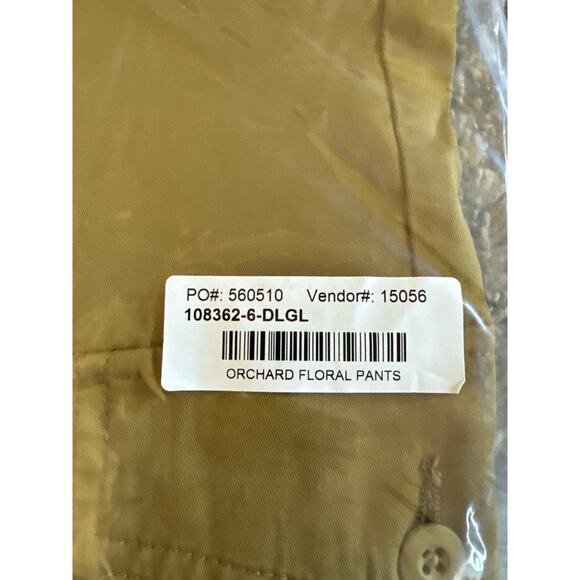 PO#: 560510 Vendor#: 15056
108362-6-DLGL
ORCHARD FLORAL PANTS